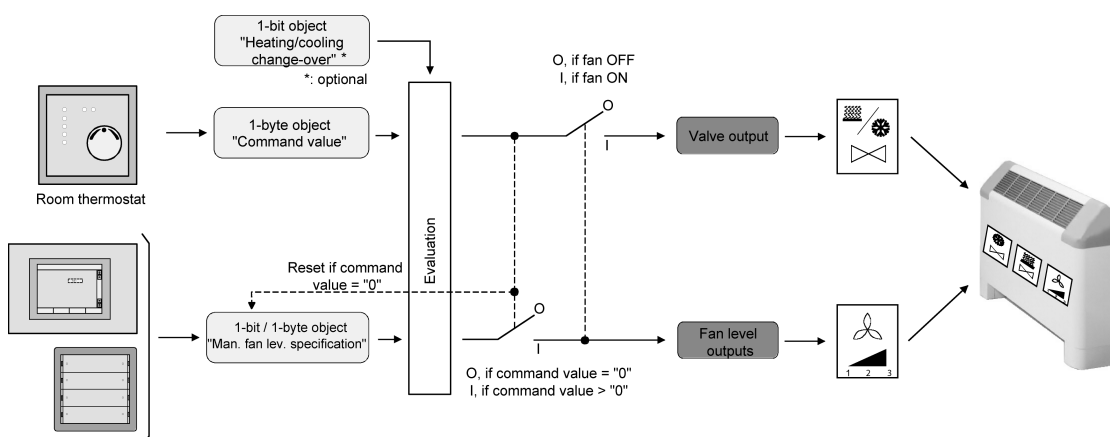 1-bit object
"Heating/cooling
change-over" *
*: optional
O, if fan OFF
I, if fan ON
O
I
1-byte object
"Command value"
Valve output
Room thermostat
Evaluation
Reset if command
value = "0"
O
I
1-bit / 1-byte object
"Man. fan lev. specification"
Fan level
outputs
O, if command value = "0"
I, if command value > "0"
1 2 3